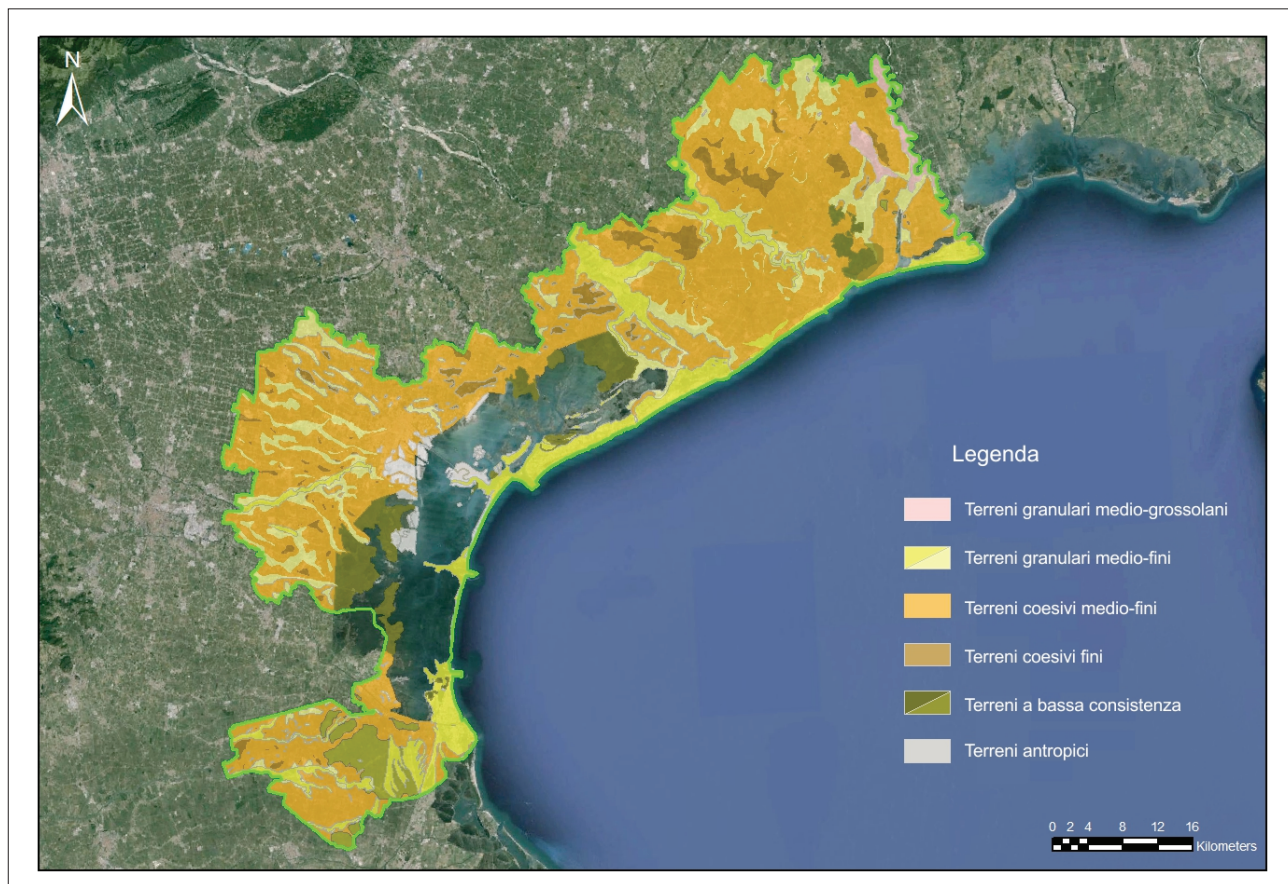 N
Legenda
Terreni granulari medio-grossolani
Terreni granulari medio-fini
Terreni coesivi medio-fini
Terreni coesivi fini
Terreni a bassa consistenza
Terreni antropici
0 2 4 8 12 16
Kilometers